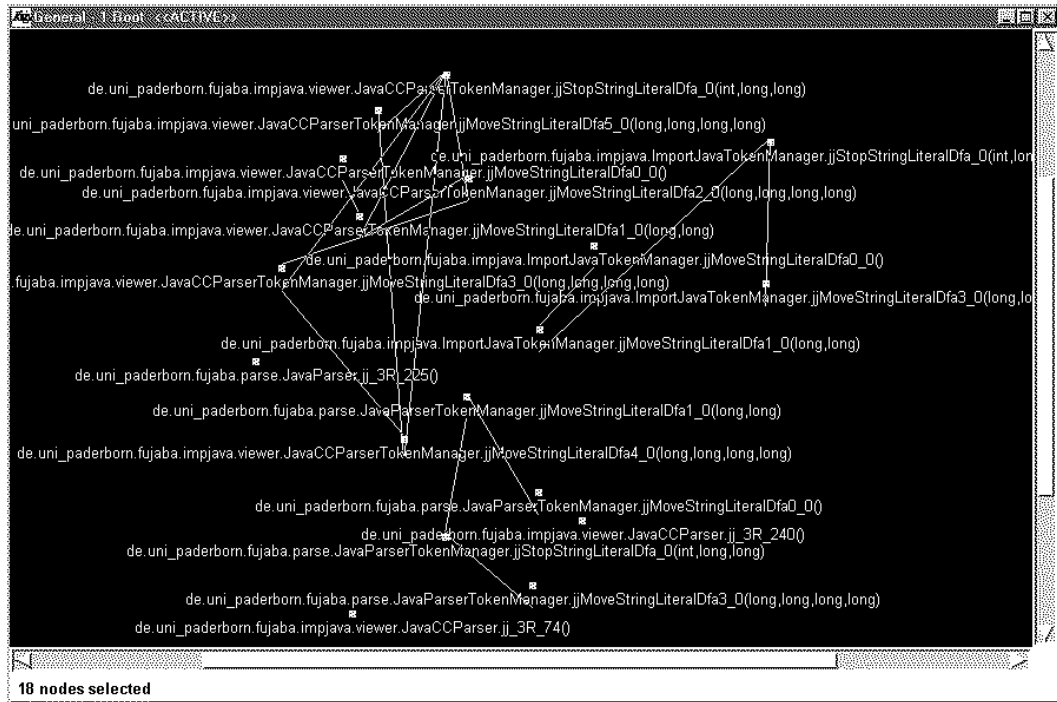 General - 1 Root <<ACTIVE>>
de.uni_paderborn.fujaba.impjava.viewer.JavaCCParserTokenManager.jjStopStringLiteralDfa_0(int,long,long)
uni_paderborn.fujaba.impjava.viewer.JavaCCParserTokenManager.jjMoveStringLiteralDfa5_0(long,long,long,long)
de.uni_paderborn.fujaba.impjava.ImportJavaTokenManager.jjStopStringLiteralDfa_0(int,lon
de.uni_paderborn.fujaba.impjava.viewer.JavaCCParserTokenManager.jjMoveStringLiteralDfa0_0()
de.uni_paderborn.fujaba.impjava.viewer.JavaCCParserTokenManager.jjMoveStringLiteralDfa2_0(long,long,long,long)
de.uni_paderborn.fujaba.impjava.viewer.JavaCCParserTokenManager.jjMoveStringLiteralDfa1_0(long,long)
de.uni_paderborn.fujaba.impjava.ImportJavaTokenManager.jjMoveStringLiteralDfa0_0()
.fujaba.impjava.viewer.JavaCCParserTokenManager.jjMoveStringLiteralDfa3_0(long,long,long,long)
de.uni_paderborn.fujaba.impjava.ImportJavaTokenManager.jjMoveStringLiteralDfa3_0(long,lo
de.uni_paderborn.fujaba.impjava.ImportJavaTokenManager.jjMoveStringLiteralDfa1_0(long,long)
de.uni_paderborn.fujaba.parse.JavaParser.jj_3R_225()
de.uni_paderborn.fujaba.parse.JavaParserTokenManager.jjMoveStringLiteralDfa1_0(long,long)
de.uni_paderborn.fujaba.impjava.viewer.JavaCCParserTokenManager.jjMoveStringLiteralDfa4_0(long,long,long,long)
de.uni_paderborn.fujaba.parse.JavaParserTokenManager.jjMoveStringLiteralDfa0_0()
de.uni_paderborn.fujaba.impjava.viewer.JavaCCParser.jj_3R_240()
de.uni_paderborn.fujaba.parse.JavaParserTokenManager.jjStopStringLiteralDfa_0(int,long,long)
de.uni_paderborn.fujaba.parse.JavaParserTokenManager.jjMoveStringLiteralDfa3_0(long,long,long,long)
de.uni_paderborn.fujaba.impjava.viewer.JavaCCParser.jj_3R_74()
18 nodes selected